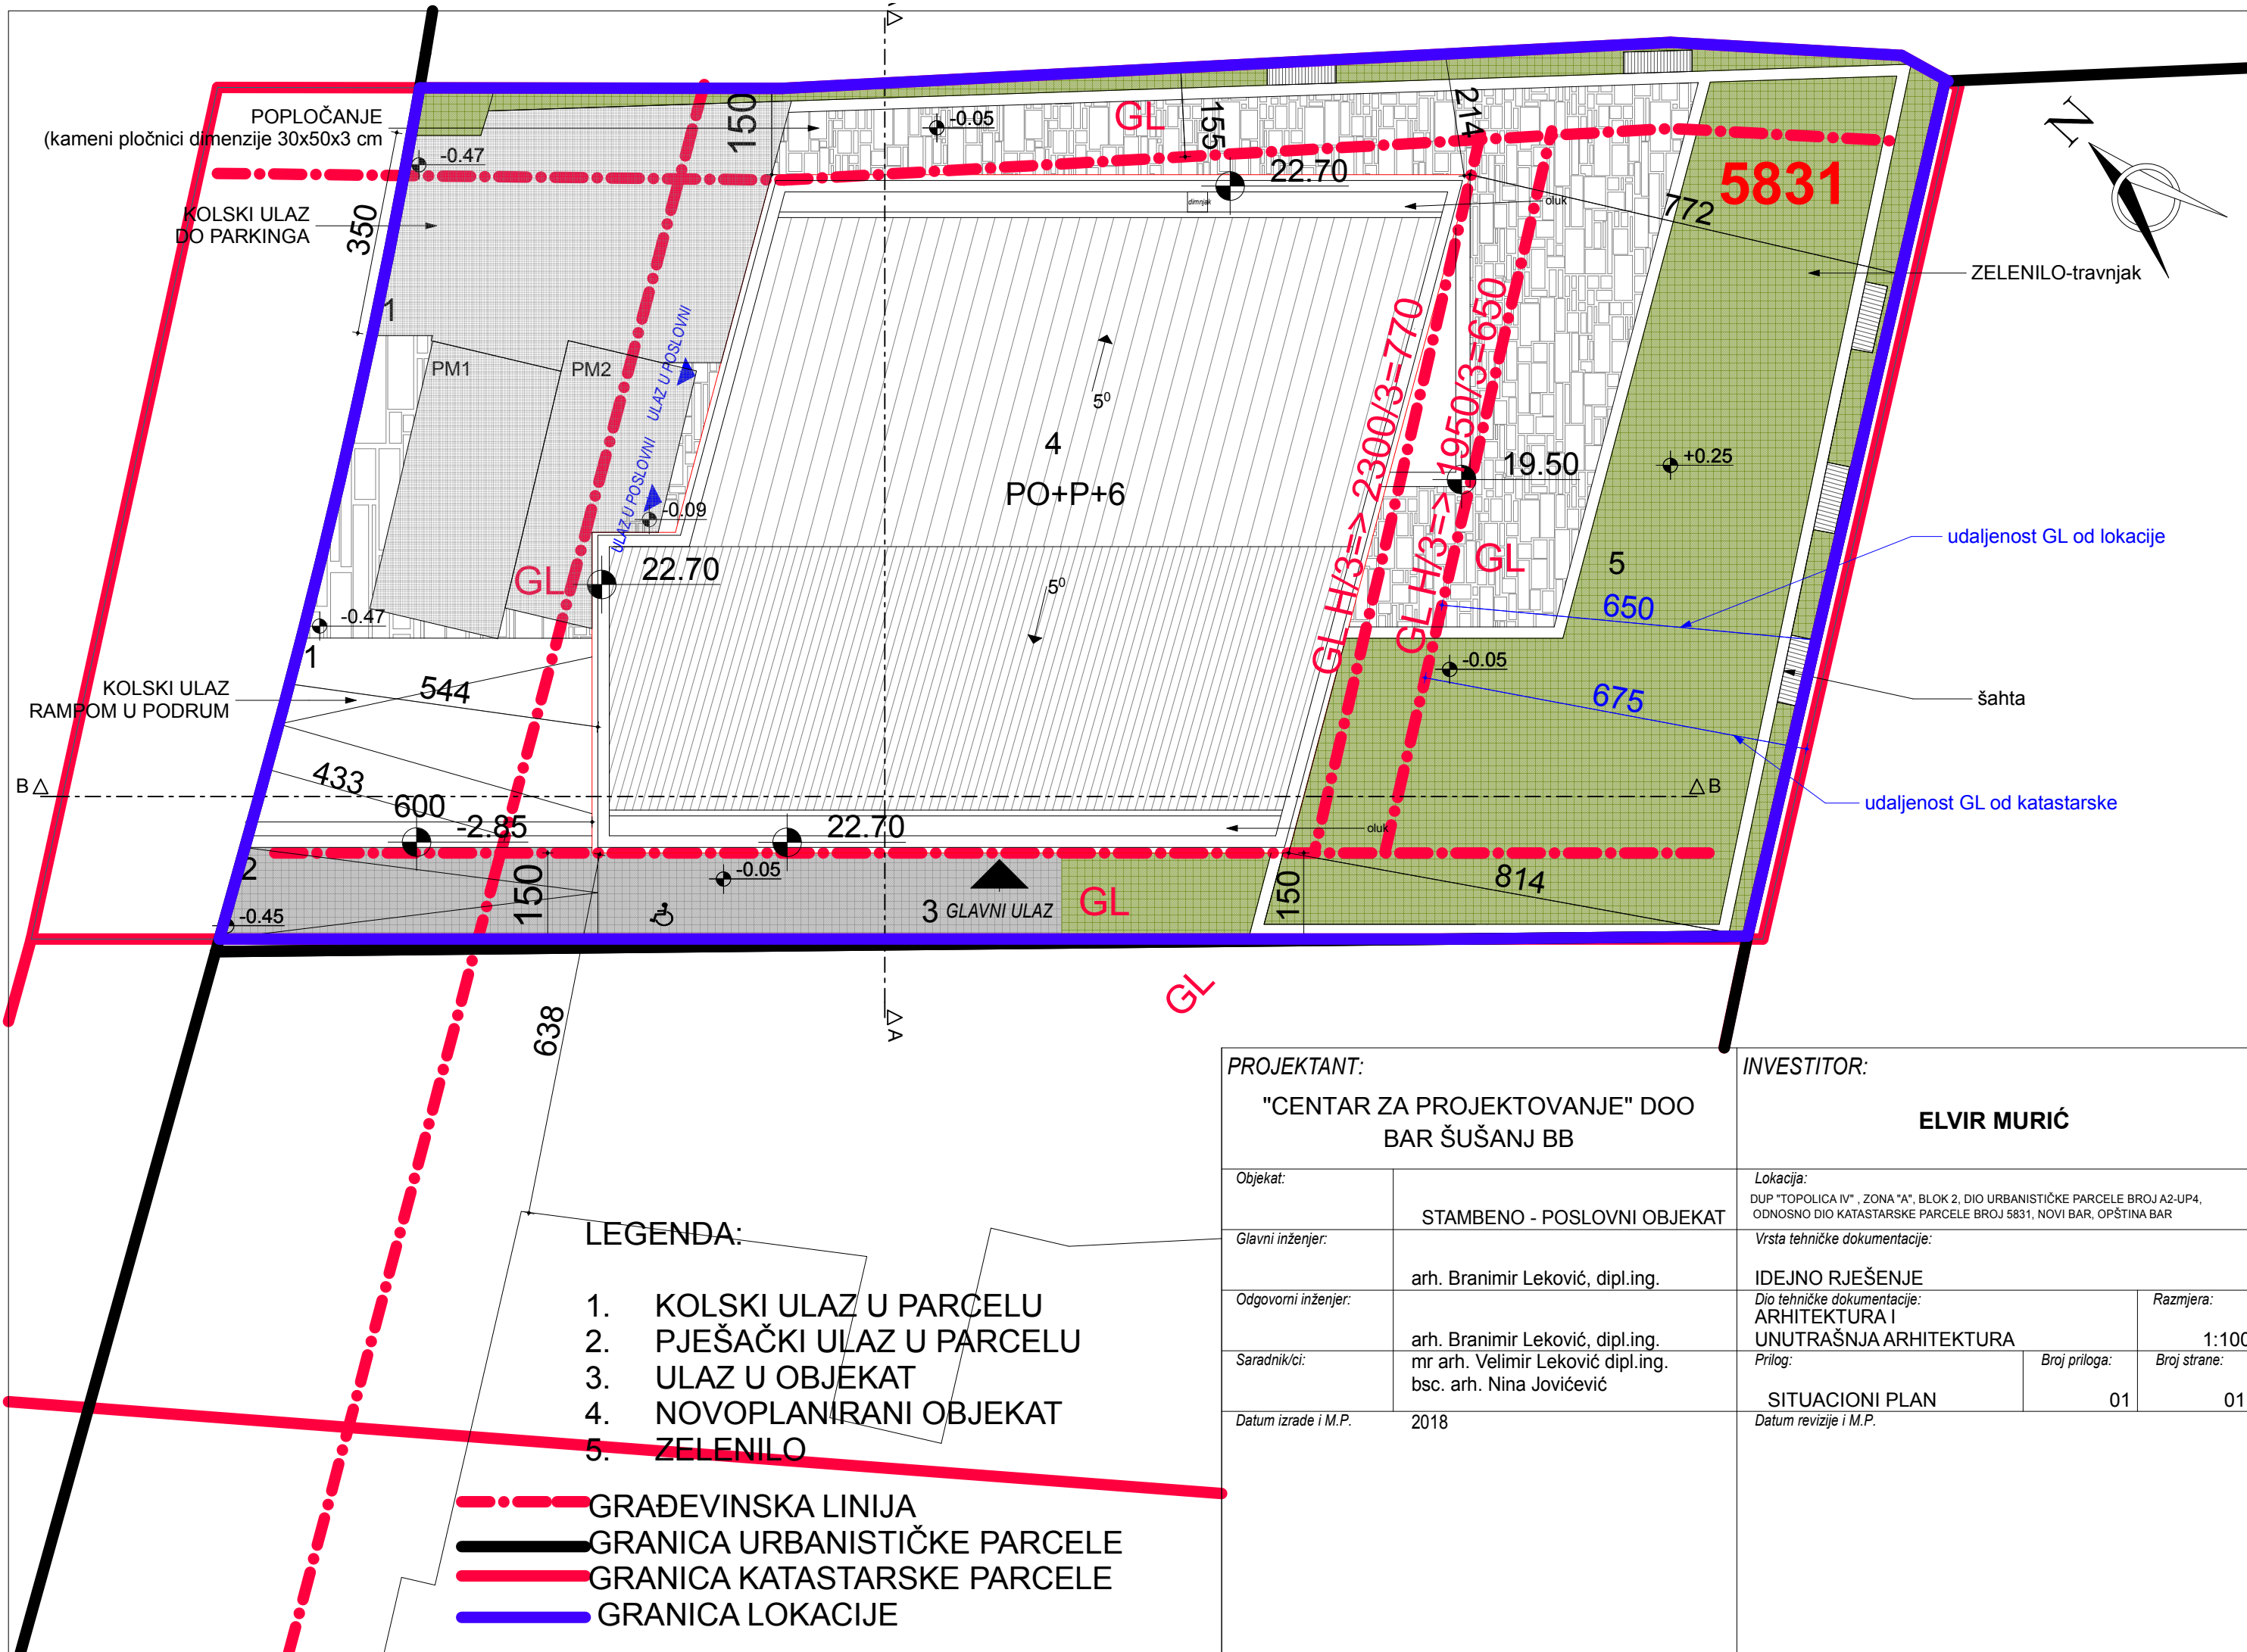 POPLOČANJE
(kameni pločnici dimenzije 30x50x3 cm
-0.47
350
KOLSKI ULAZ
DO PARKINGA
1
150
-0.05
GL
155
214
22.70
dimnjak
oluk
772
5831
N
ZELENILO-travnjak
PM1
PM2
ULAZ U POSLOVNI
ULAZ U POSLOVNI
-0.09
5⁰
4
PO+P+6
5⁰
GL H/3=> 2300/3=770
GL H/3=> 1950/3=650
19.50
+0.25
GL
5
650
udaljenost GL od lokacije
GL
22.70
-0.47
1
544
KOLSKI ULAZ
RAMPOM U PODRUM
-0.05
675
šahta
B
433
600
-2.85
22.70
oluk
B
udaljenost GL od katastarske
2
-0.45
150
-0.05
3 GLAVNI ULAZ
GL
150
814
638
A
GL
LEGENDA:
1. KOLSKI ULAZ U PARCELU
2. PJEŠAČKI ULAZ U PARCELU
3. ULAZ U OBJEKAT
4. NOVOPLANIRANI OBJEKAT
5. ZELENILO
GRAĐEVINSKA LINIJA
GRANICA URBANISTIČKE PARCELE
GRANICA KATASTARSKE PARCELE
GRANICA LOKACIJE
PROJEKTANT:
"CENTAR ZA PROJEKTOVANJE" DOO
BAR ŠUŠANJ BB
INVESTITOR:
ELVIR MURIĆ
Objekat:
STAMBENO - POSLOVNI OBJEKAT
Lokacija:
DUP "TOPOLICA IV" , ZONA "A", BLOK 2, DIO URBANISTIČKE PARCELE BROJ A2-UP4,
ODNOSNO DIO KATASTARSKE PARCELE BROJ 5831, NOVI BAR, OPŠTINA BAR
Glavni inženjer:
arh. Branimir Leković, dipl.ing.
Vrsta tehničke dokumentacije:
IDEJNO RJEŠENJE
Odgovorni inženjer:
arh. Branimir Leković, dipl.ing.
Dio tehničke dokumentacije:
ARHITEKTURA I
UNUTRAŠNJA ARHITEKTURA
Razmjera:
1:100
Saradnik/ci:
mr arh. Velimir Leković dipl.ing.
bsc. arh. Nina Jovićević
Prilog:
SITUACIONI PLAN
Broj priloga:
01
Broj strane:
01
Datum izrade i M.P.
2018
Datum revizije i M.P.